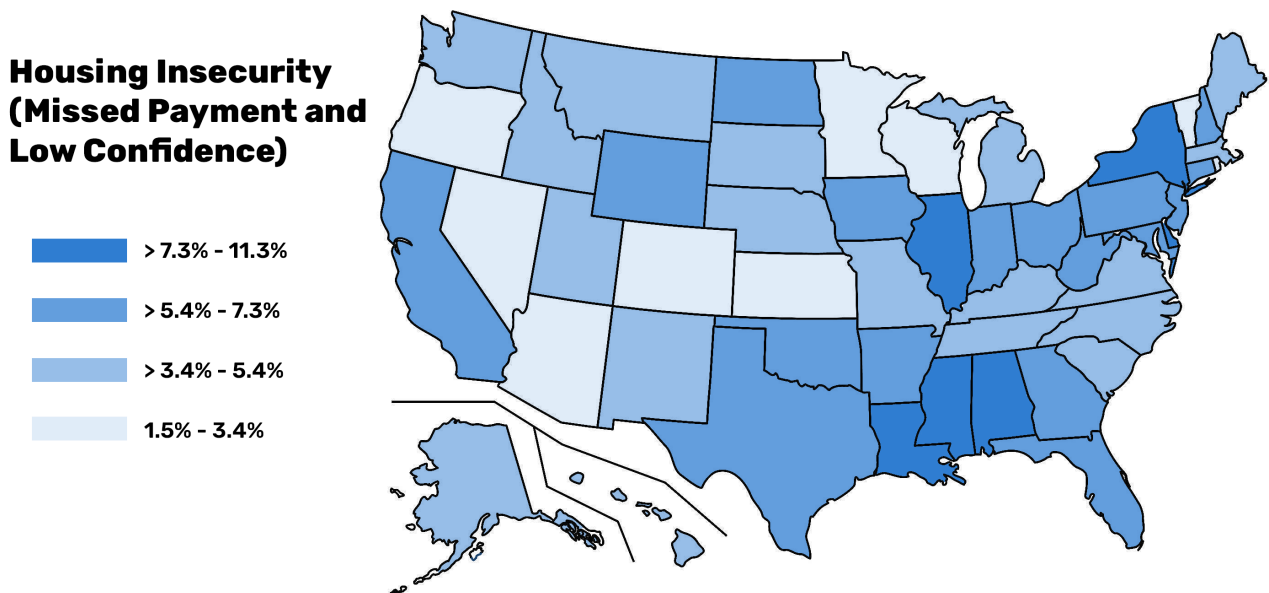 Housing Insecurity
(Missed Payment and
Low Confidence)
> 7.3% - 11.3%
> 5.4% - 7.3%
> 3.4% - 5.4%
1.5% - 3.4%